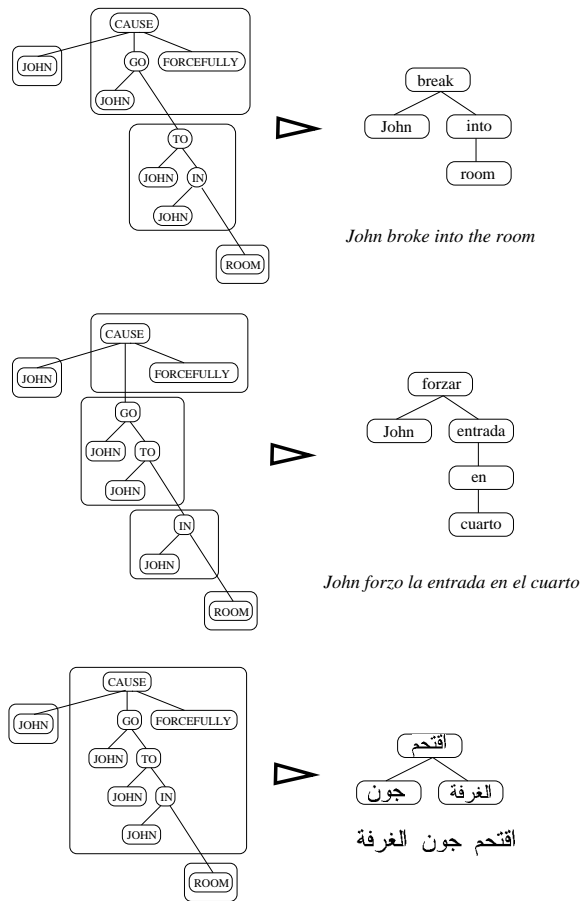 CAUSE
JOHN GO FORCEFULLY
JOHN
TO
JOHN IN
JOHN
ROOM
break
John into
room
John broke into the room
CAUSE
JOHN FORCEFULLY
GO
JOHN TO
JOHN
IN
JOHN
ROOM
forzar
John entrada
en
cuarto
John forzo la entrada en el cuarto
CAUSE
JOHN GO FORCEFULLY
JOHN TO
JOHN IN
JOHN
ROOM
اقتحم
جون الغرفة
اقتحم جون الغرفة